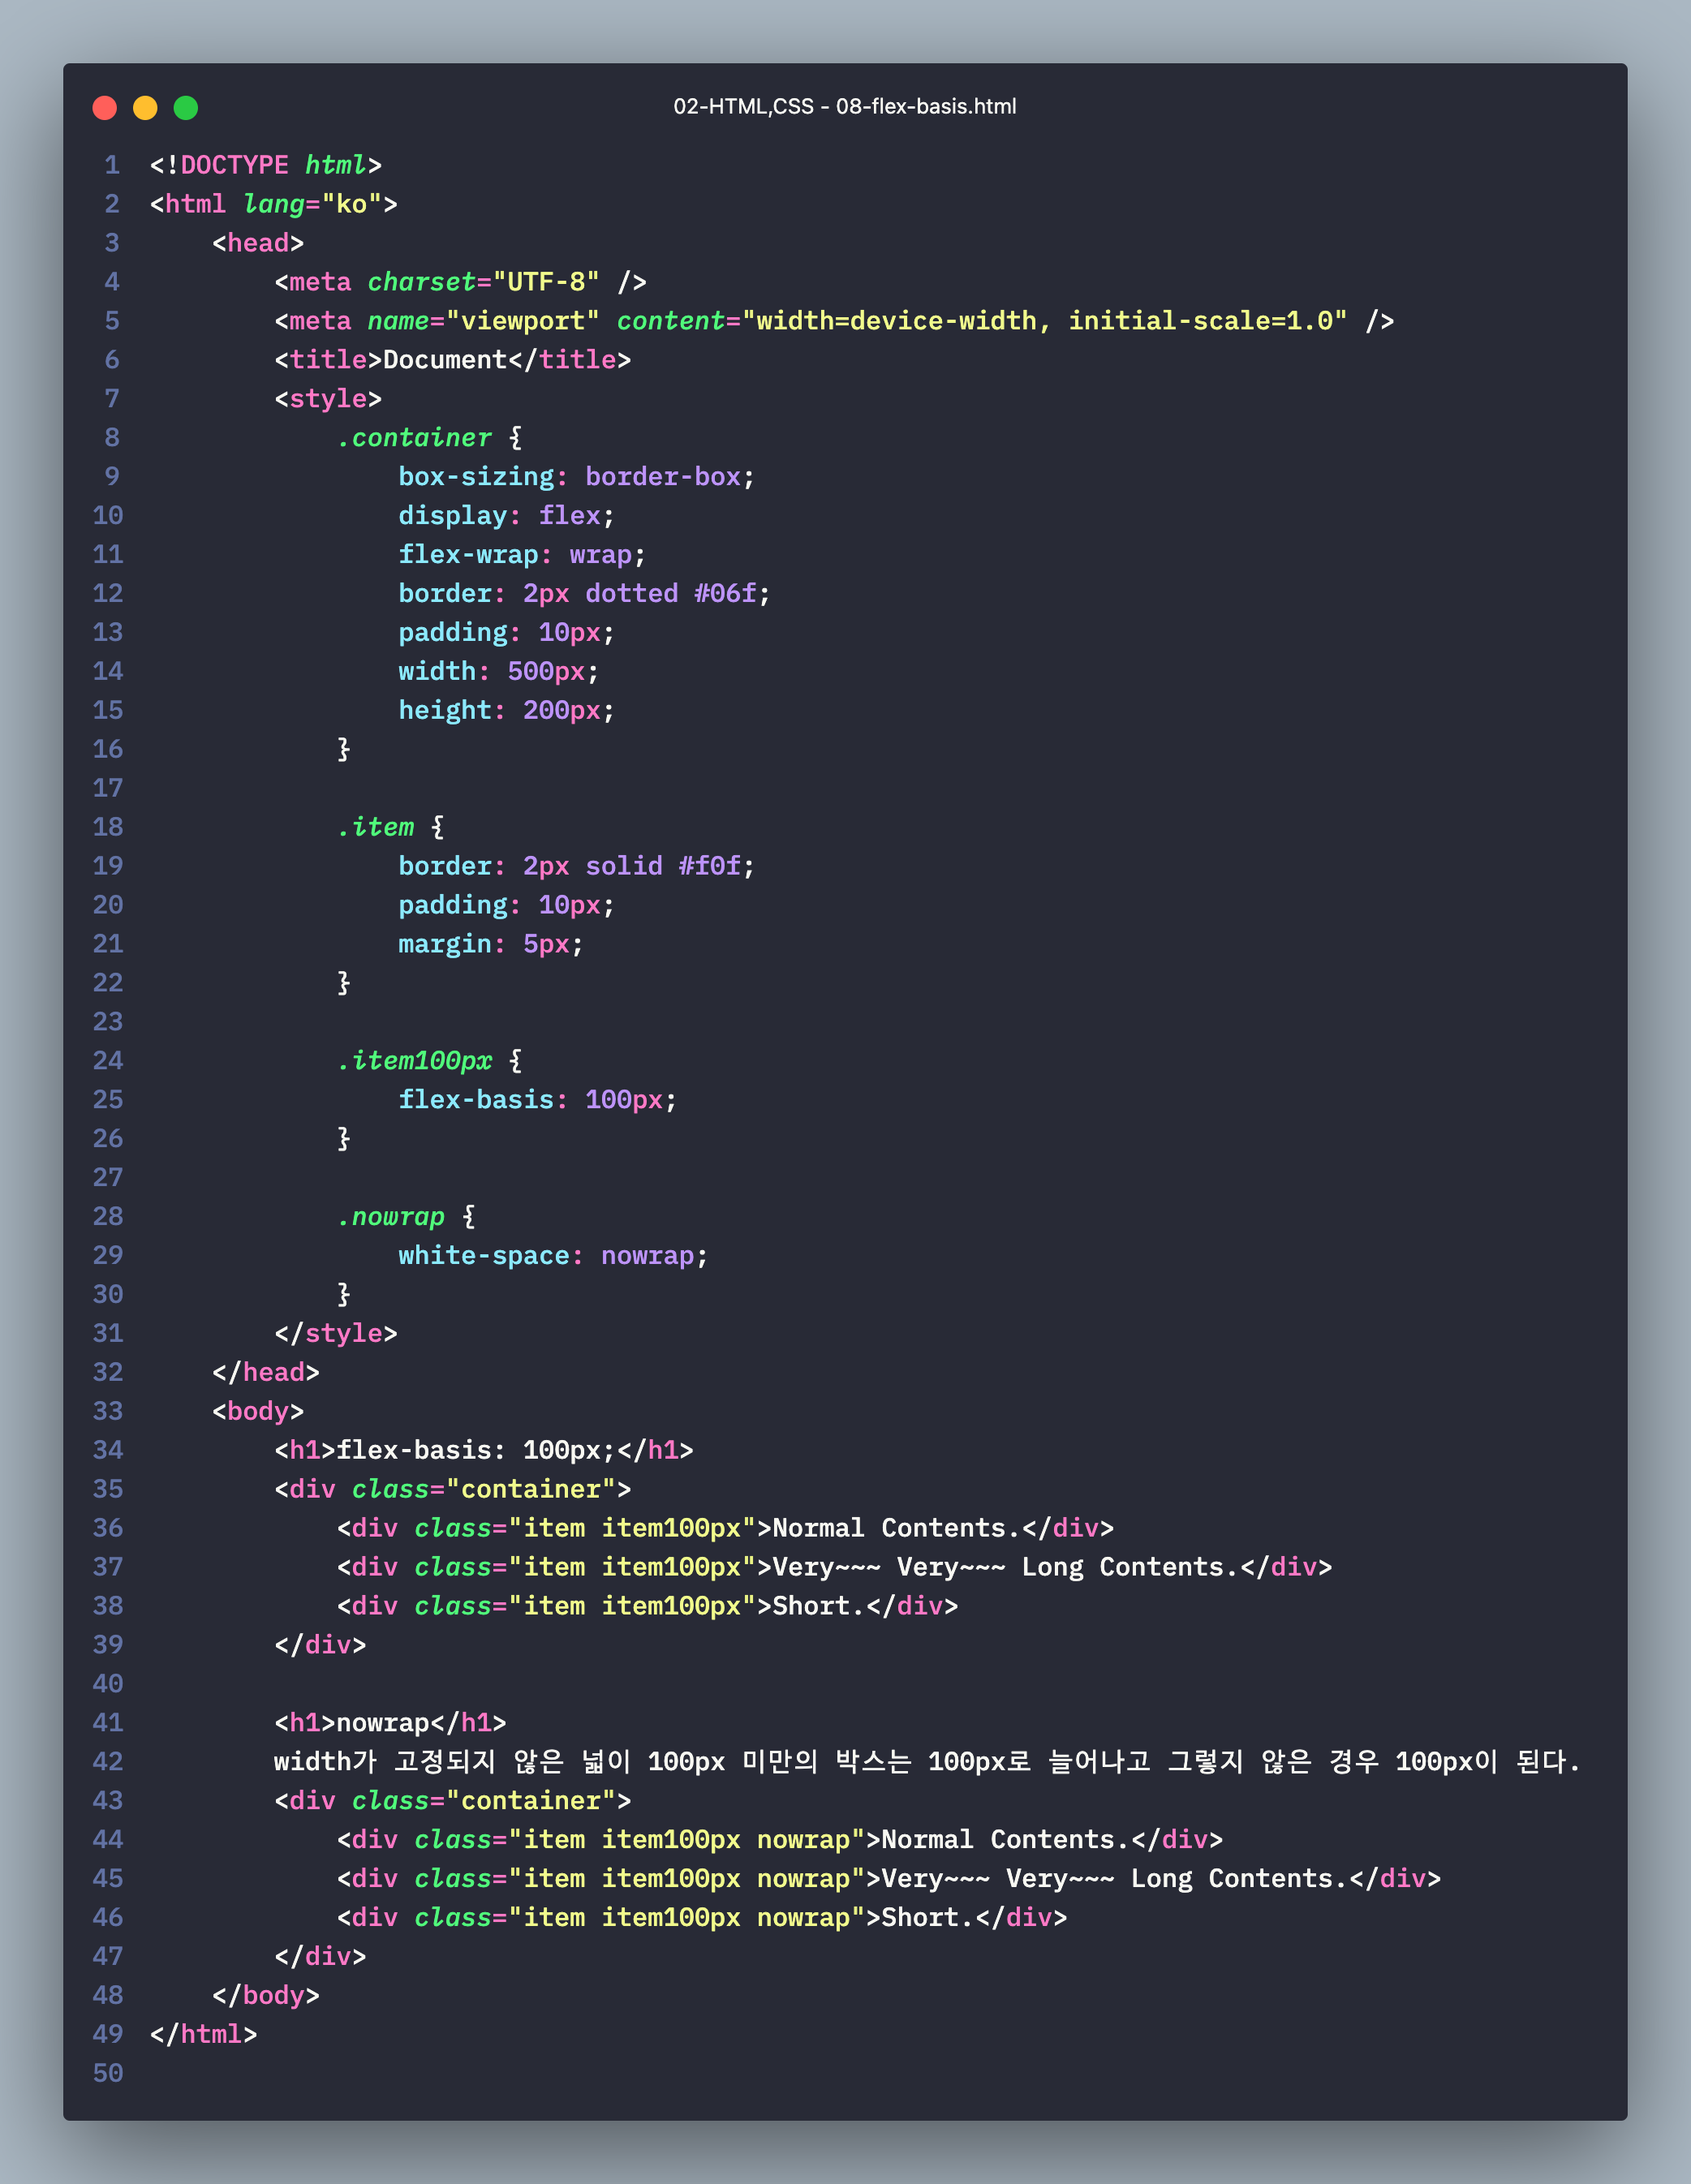 02-HTML,CSS - 08-flex-basis.html
1 <!DOCTYPE html>
2 <html lang="ko">
3     <head>
4         <meta charset="UTF-8" />
5         <meta name="viewport" content="width=device-width, initial-scale=1.0" />
6         <title>Document</title>
7         <style>
8             .container {
9                 box-sizing: border-box;
10                 display: flex;
11                 flex-wrap: wrap;
12                 border: 2px dotted #06f;
13                 padding: 10px;
14                 width: 500px;
15                 height: 200px;
16             }
17
18             .item {
19                 border: 2px solid #f0f;
20                 padding: 10px;
21                 margin: 5px;
22             }
23
24             .item100px {
25                 flex-basis: 100px;
26             }
27
28             .nowrap {
29                 white-space: nowrap;
30             }
31         </style>
32     </head>
33     <body>
34         <h1>flex-basis: 100px;</h1>
35         <div class="container">
36             <div class="item item100px">Normal Contents.</div>
37             <div class="item item100px">Very~~~ Very~~~ Long Contents.</div>
38             <div class="item item100px">Short.</div>
39         </div>
40
41         <h1>nowrap</h1>
42         width가 고정되지 않은 넓이 100px 미만의 박스는 100px로 늘어나고 그렇지 않은 경우 100px이 된다.
43         <div class="container">
44             <div class="item item100px nowrap">Normal Contents.</div>
45             <div class="item item100px nowrap">Very~~~ Very~~~ Long Contents.</div>
46             <div class="item item100px nowrap">Short.</div>
47         </div>
48     </body>
49 </html>
50